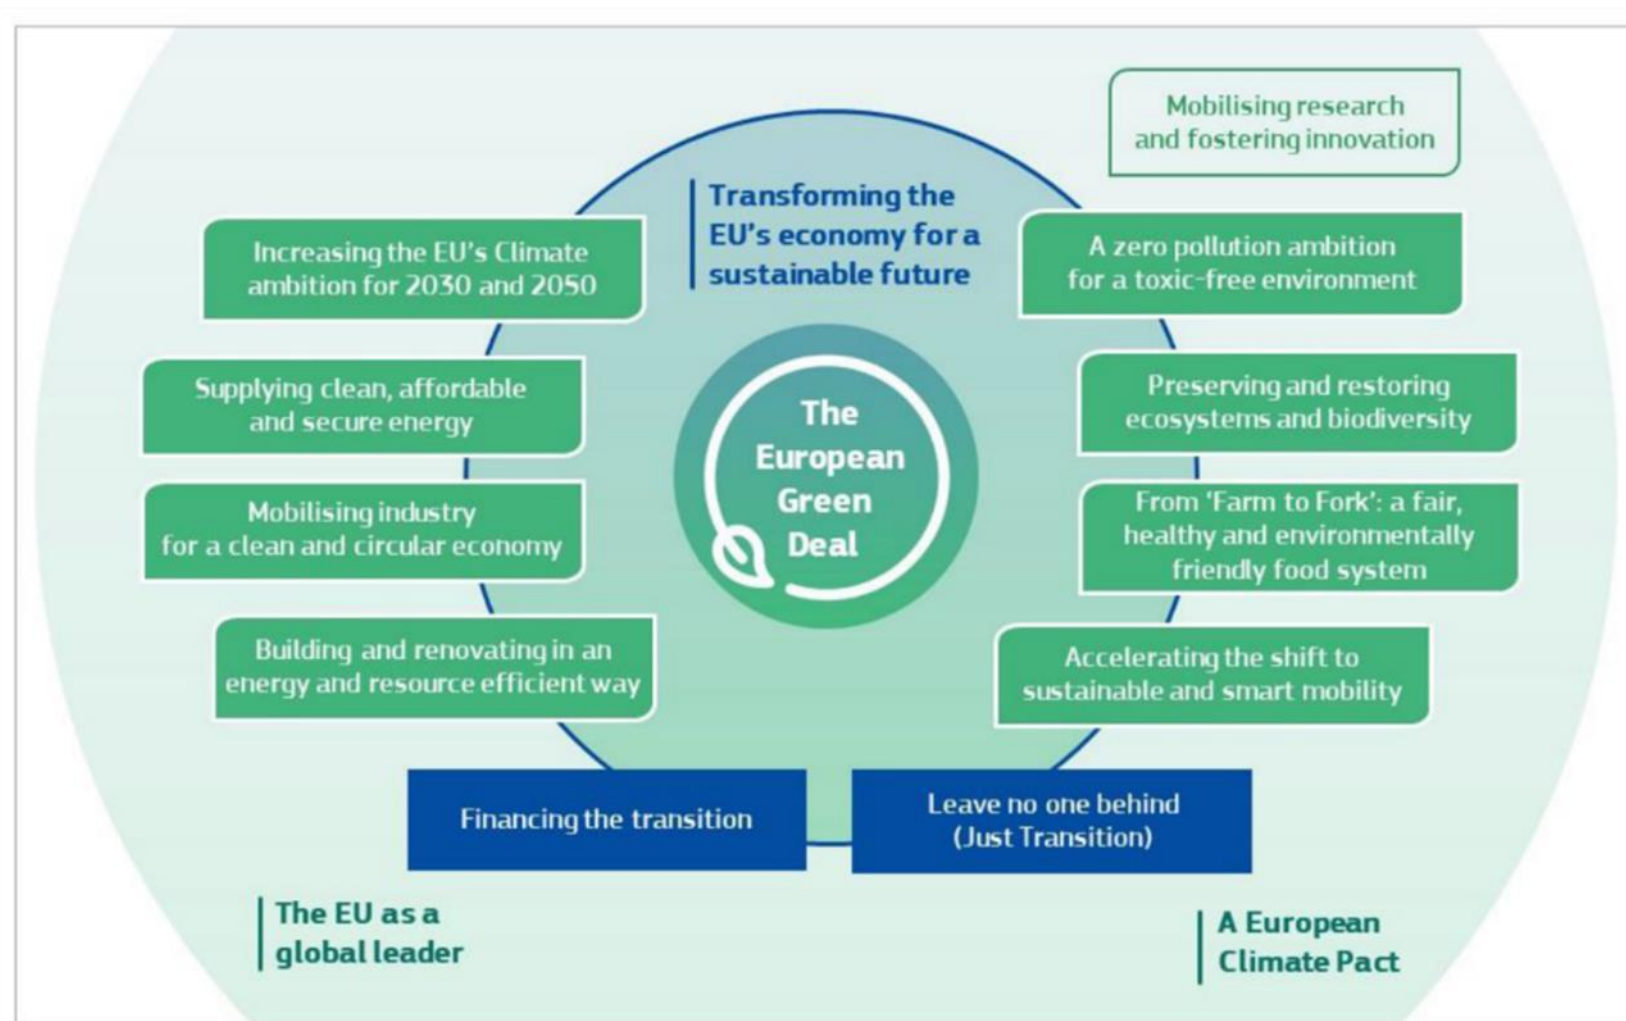 Mobilising research
and fostering innovation
Transforming the
EU's economy for a
sustainable future
Increasing the EU's Climate
ambition for 2030 and 2050
A zero pollution ambition
for a toxic-free environment
Supplying clean, affordable
and secure energy
Preserving and restoring
ecosystems and biodiversity
The
European
Green
Deal
Mobilising industry
for a clean and circular economy
From ‘Farm to Fork’: a fair,
healthy and environmentally
friendly food system
Building and renovating in an
energy and resource efficient way
Accelerating the shift to
sustainable and smart mobility
Financing the transition
Leave no one behind
(Just Transition)
The EU as a
global leader
A European
Climate Pact